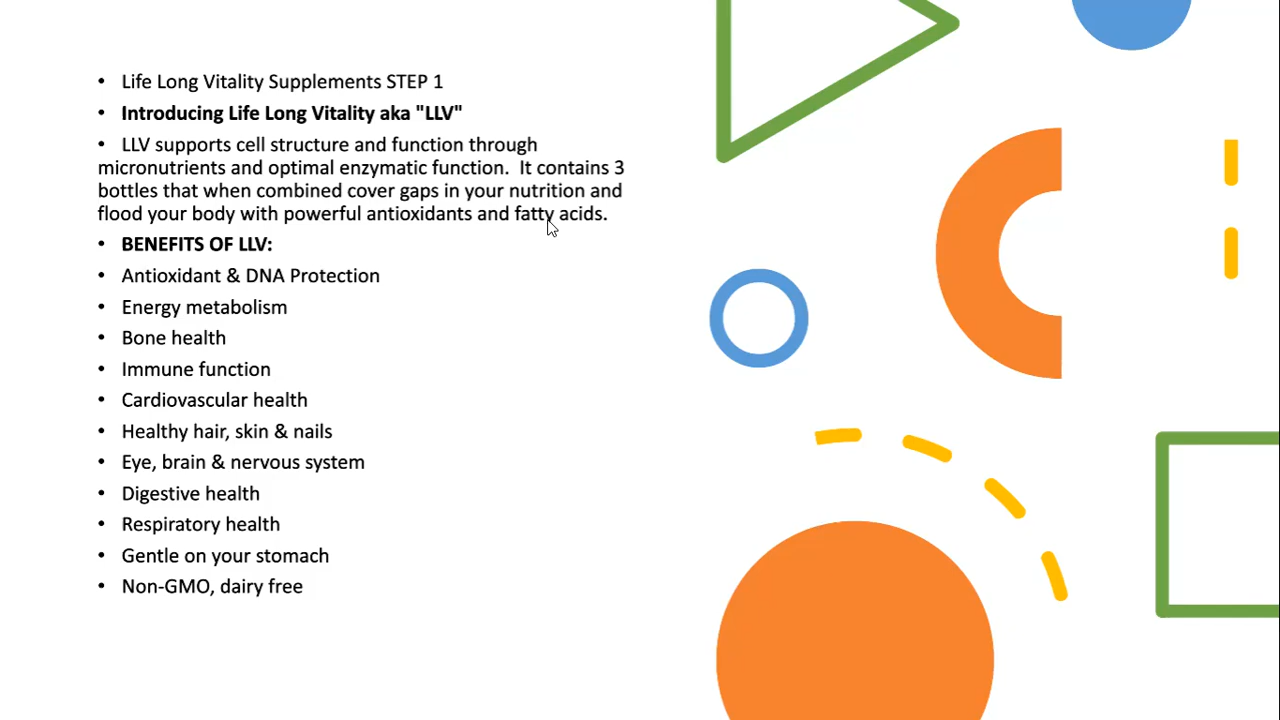 • Life Long Vitality Supplements STEP 1
• Introducing Life Long Vitality aka "LLV"
• LLV supports cell structure and function through
micronutrients and optimal enzymatic function.  It contains 3
bottles that when combined cover gaps in your nutrition and
flood your body with powerful antioxidants and fatty acids.
• BENEFITS OF LLV:
• Antioxidant & DNA Protection
• Energy metabolism
• Bone health
• Immune function
• Cardiovascular health
• Healthy hair, skin & nails
• Eye, brain & nervous system
• Digestive health
• Respiratory health
• Gentle on your stomach
• Non-GMO, dairy free